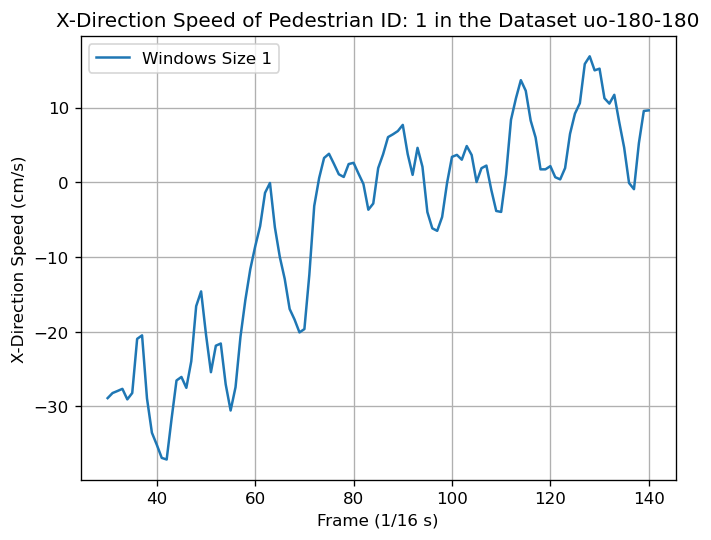 X-Direction Speed of Pedestrian ID: 1 in the Dataset uo-180-180
Windows Size 1
X-Direction Speed (cm/s)
10
0
−10
−20
−30
40 60 80 100 120 140
Frame (1/16 s)